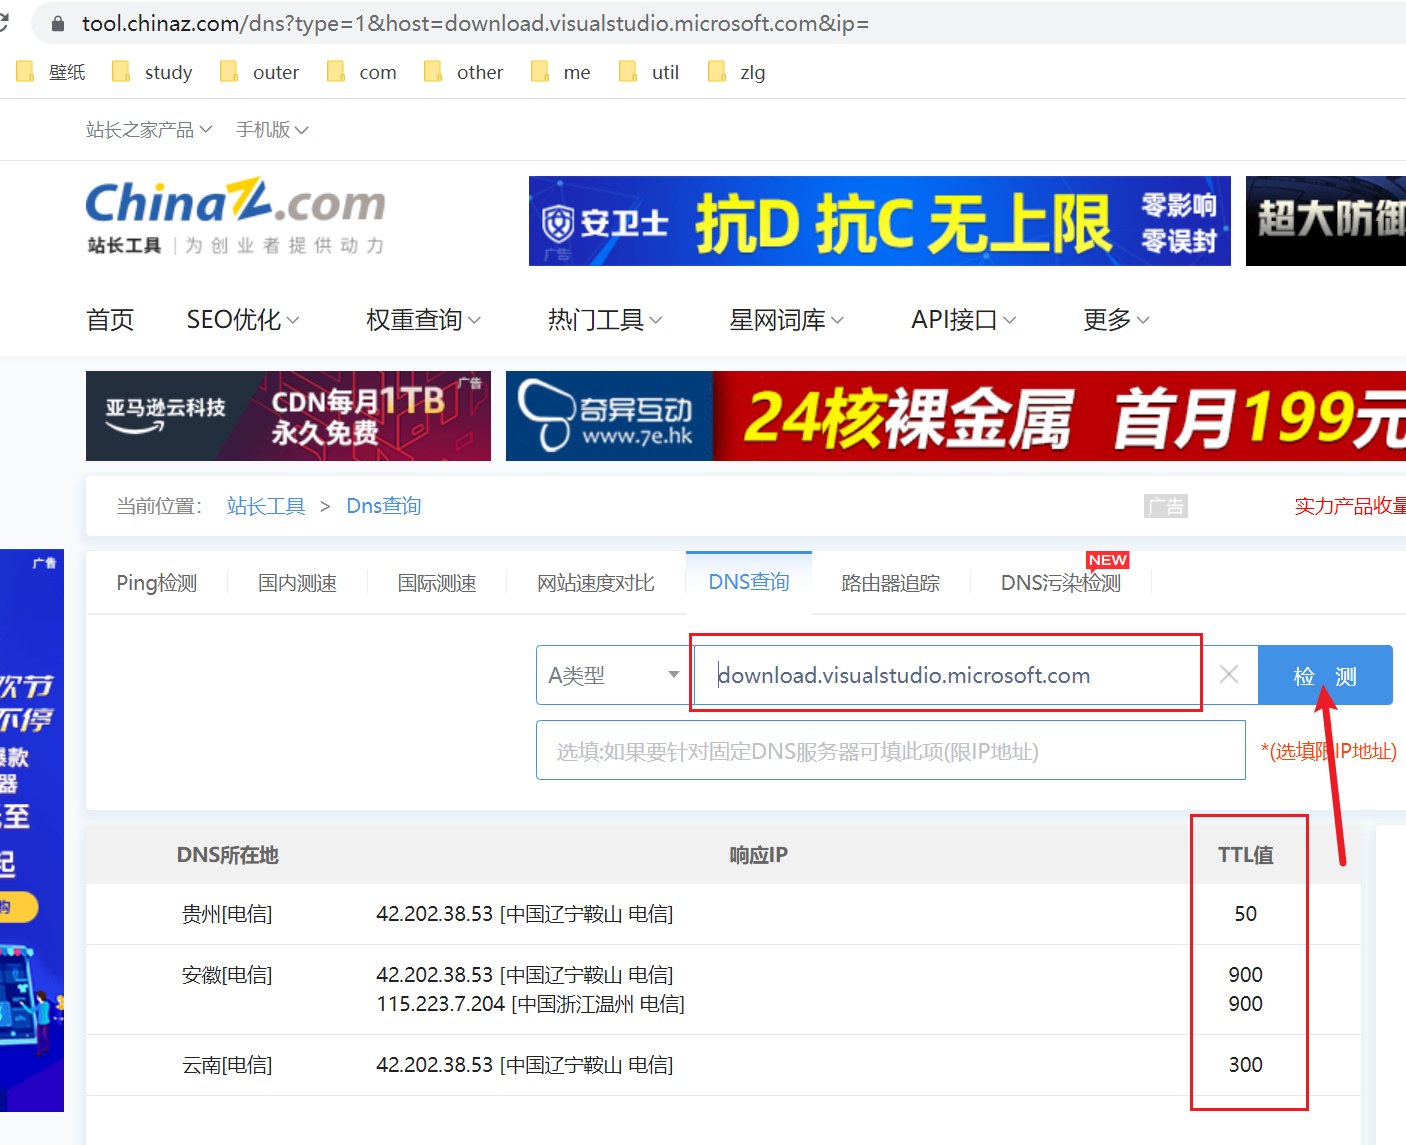 tool.chinaz.com/dns?type=1&host=download.visualstudio.microsoft.com&ip=
壁纸 study outer com other me util zlg
站长之家产品 手机版
ChinaZ.com
站长工具 | 为创业者提供动力
安卫士 抗D 抗C 无上限 零影响 零误封
广告
超大防御
首页 SEO优化 权重查询 热门工具 星网词库 API接口 更多
亚马逊云科技 CDN每月1TB 永久免费 广告
奇异互动 www.7e.hk 24核裸金属 首月199元
当前位置: 站长工具 > Dns查询 广告 实力产品收量
广告
Ping检测 国内测速 国际测速 网站速度对比 DNS查询 路由器追踪 DNS污染检测 NEW
A类型 download.visualstudio.microsoft.com 检 测
选填:如果要针对固定DNS服务器可填此项(限IP地址) *(选填限IP地址)
欢节
不停
爆款
器
至
起
购
DNS所在地 响应IP TTL值
贵州[电信] 42.202.38.53 [中国辽宁鞍山 电信] 50
安徽[电信] 42.202.38.53 [中国辽宁鞍山 电信] 900
115.223.7.204 [中国浙江温州 电信] 900
云南[电信] 42.202.38.53 [中国辽宁鞍山 电信] 300